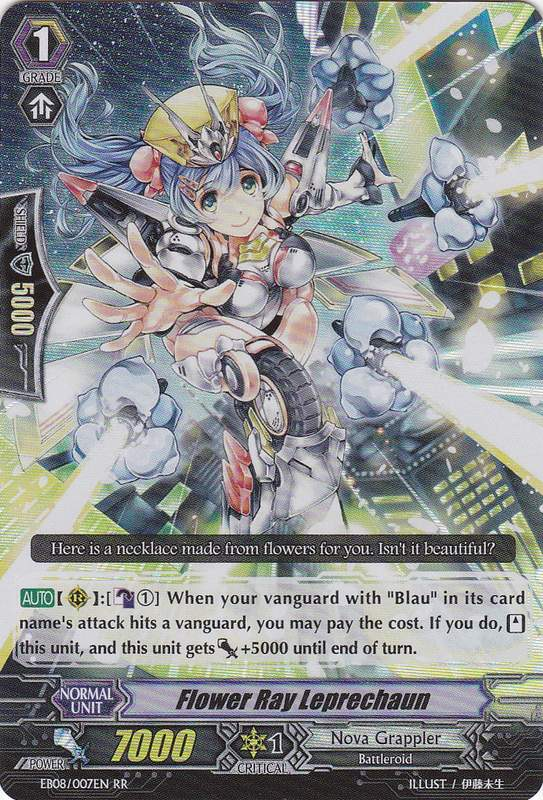 1
GRADE
SHIELD
5000
Here is a necklace made from flowers for you. Isn't it beautiful?
AUTO【 R 】:[ ①] When your vanguard with "Blau" in its card
name's attack hits a vanguard, you may pay the cost. If you do,
this unit, and this unit gets +5000 until end of turn.
NORMAL
UNIT
Flower Ray Leprechaun
POWER
7000
1
CRITICAL
Nova Grappler
Battleroid
EB08/007EN RR
ILLUST / 伊藤未生